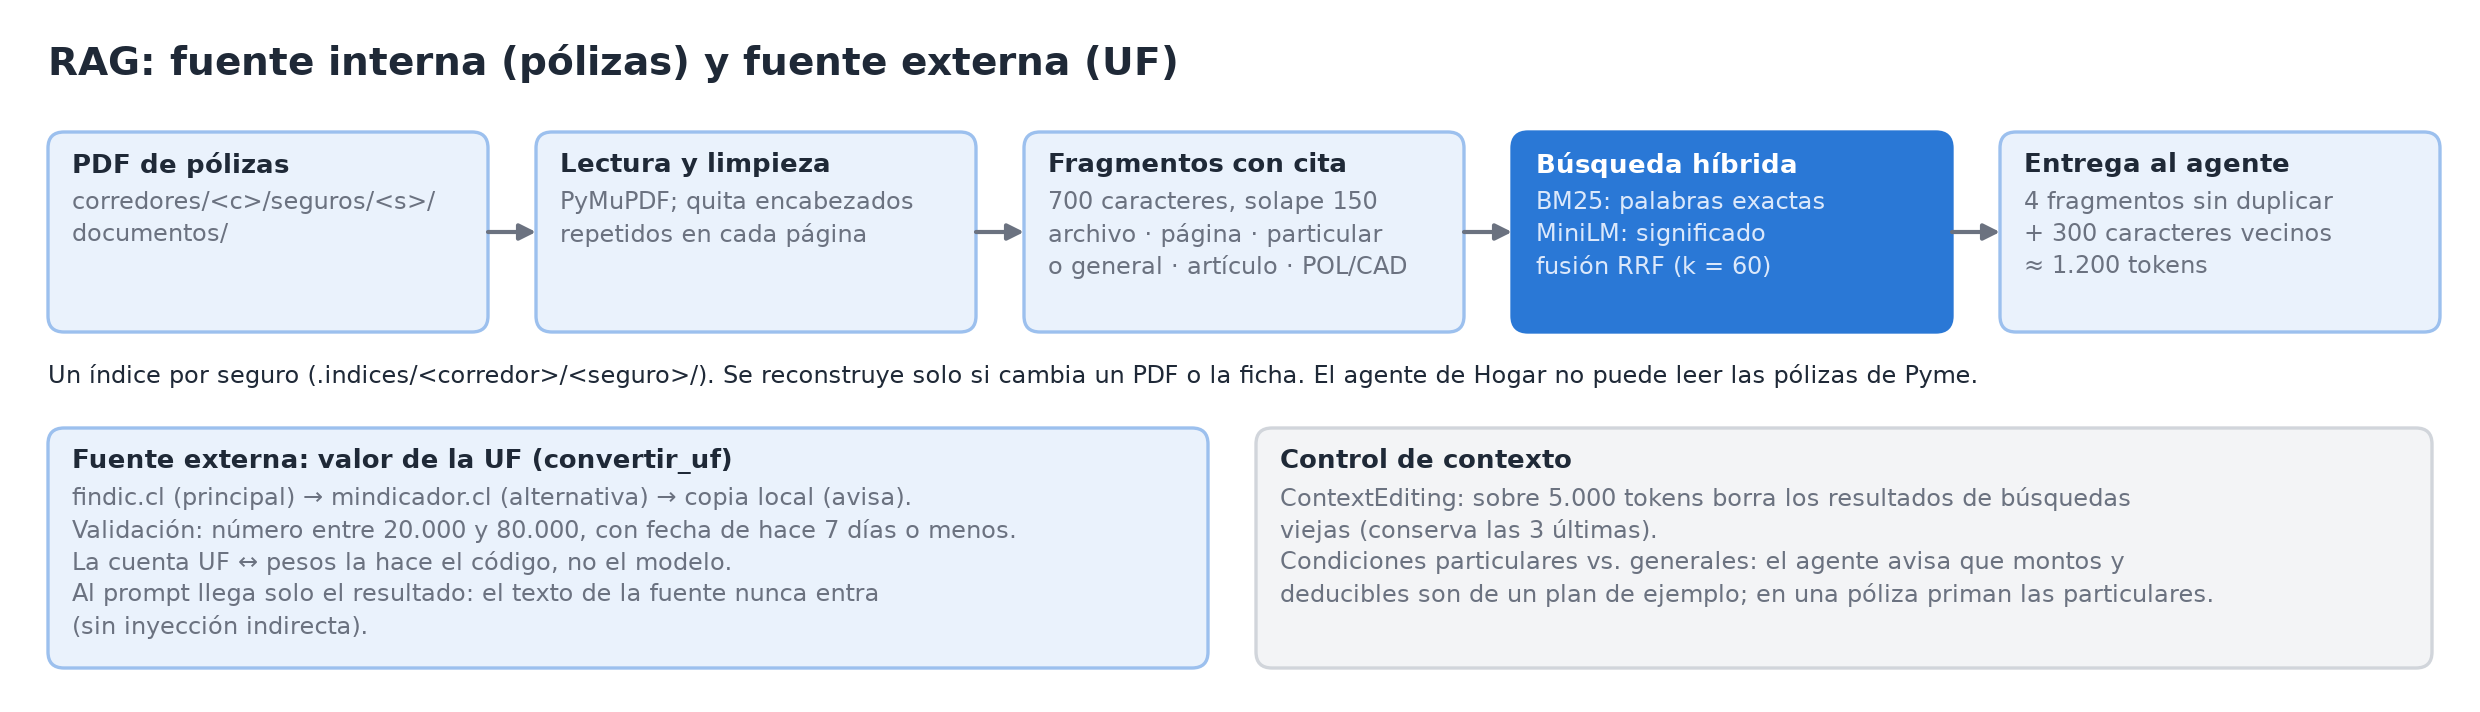 RAG: fuente interna (pólizas) y fuente externa (UF)
PDF de pólizas
corredores/<c>/seguros/<s>/
documentos/
Lectura y limpieza
PyMuPDF; quita encabezados
repetidos en cada página
Fragmentos con cita
700 caracteres, solape 150
archivo · página · particular
o general · artículo · POL/CAD
Búsqueda híbrida
BM25: palabras exactas
MiniLM: significado
fusión RRF (k = 60)
Entrega al agente
4 fragmentos sin duplicar
+ 300 caracteres vecinos
≈ 1.200 tokens
Un índice por seguro (.indices/<corredor>/<seguro>/). Se reconstruye solo si cambia un PDF o la ficha. El agente de Hogar no puede leer las pólizas de Pyme.
Fuente externa: valor de la UF (convertir_uf)
findic.cl (principal) → mindicador.cl (alternativa) → copia local (avisa).
Validación: número entre 20.000 y 80.000, con fecha de hace 7 días o menos.
La cuenta UF ↔ pesos la hace el código, no el modelo.
Al prompt llega solo el resultado: el texto de la fuente nunca entra
(sin inyección indirecta).
Control de contexto
ContextEditing: sobre 5.000 tokens borra los resultados de búsquedas
viejas (conserva las 3 últimas).
Condiciones particulares vs. generales: el agente avisa que montos y
deducibles son de un plan de ejemplo; en una póliza priman las particulares.